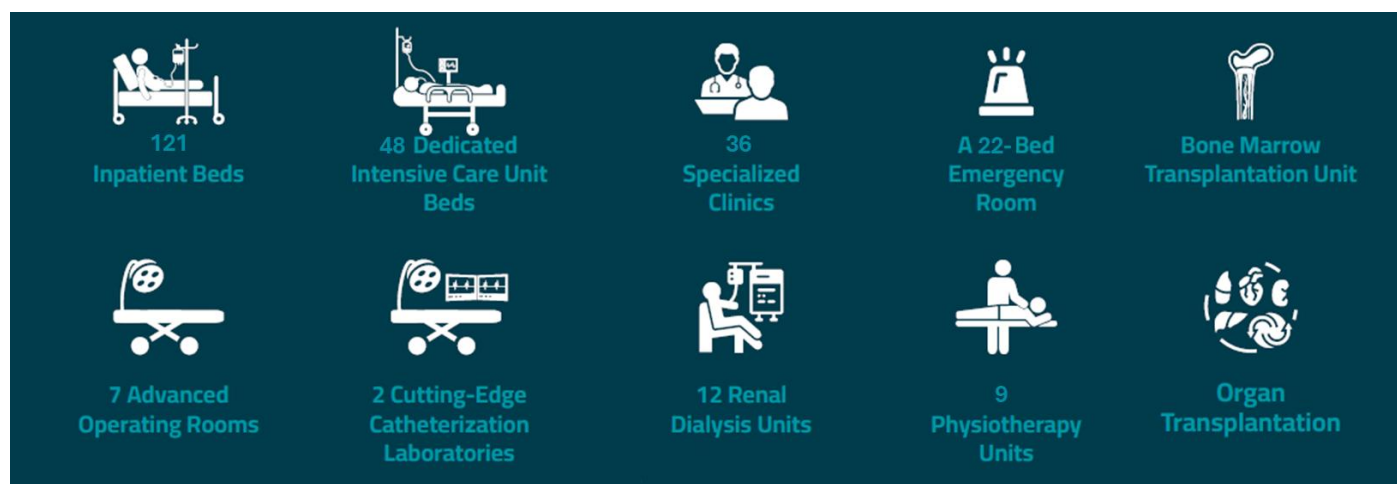 121
Inpatient Beds
48 Dedicated
Intensive Care Unit
Beds
36
Specialized
Clinics
A 22-Bed
Emergency
Room
Bone Marrow
Transplantation Unit
7 Advanced
Operating Rooms
2 Cutting-Edge
Catheterization
Laboratories
12 Renal
Dialysis Units
9
Physiotherapy
Units
Organ
Transplantation